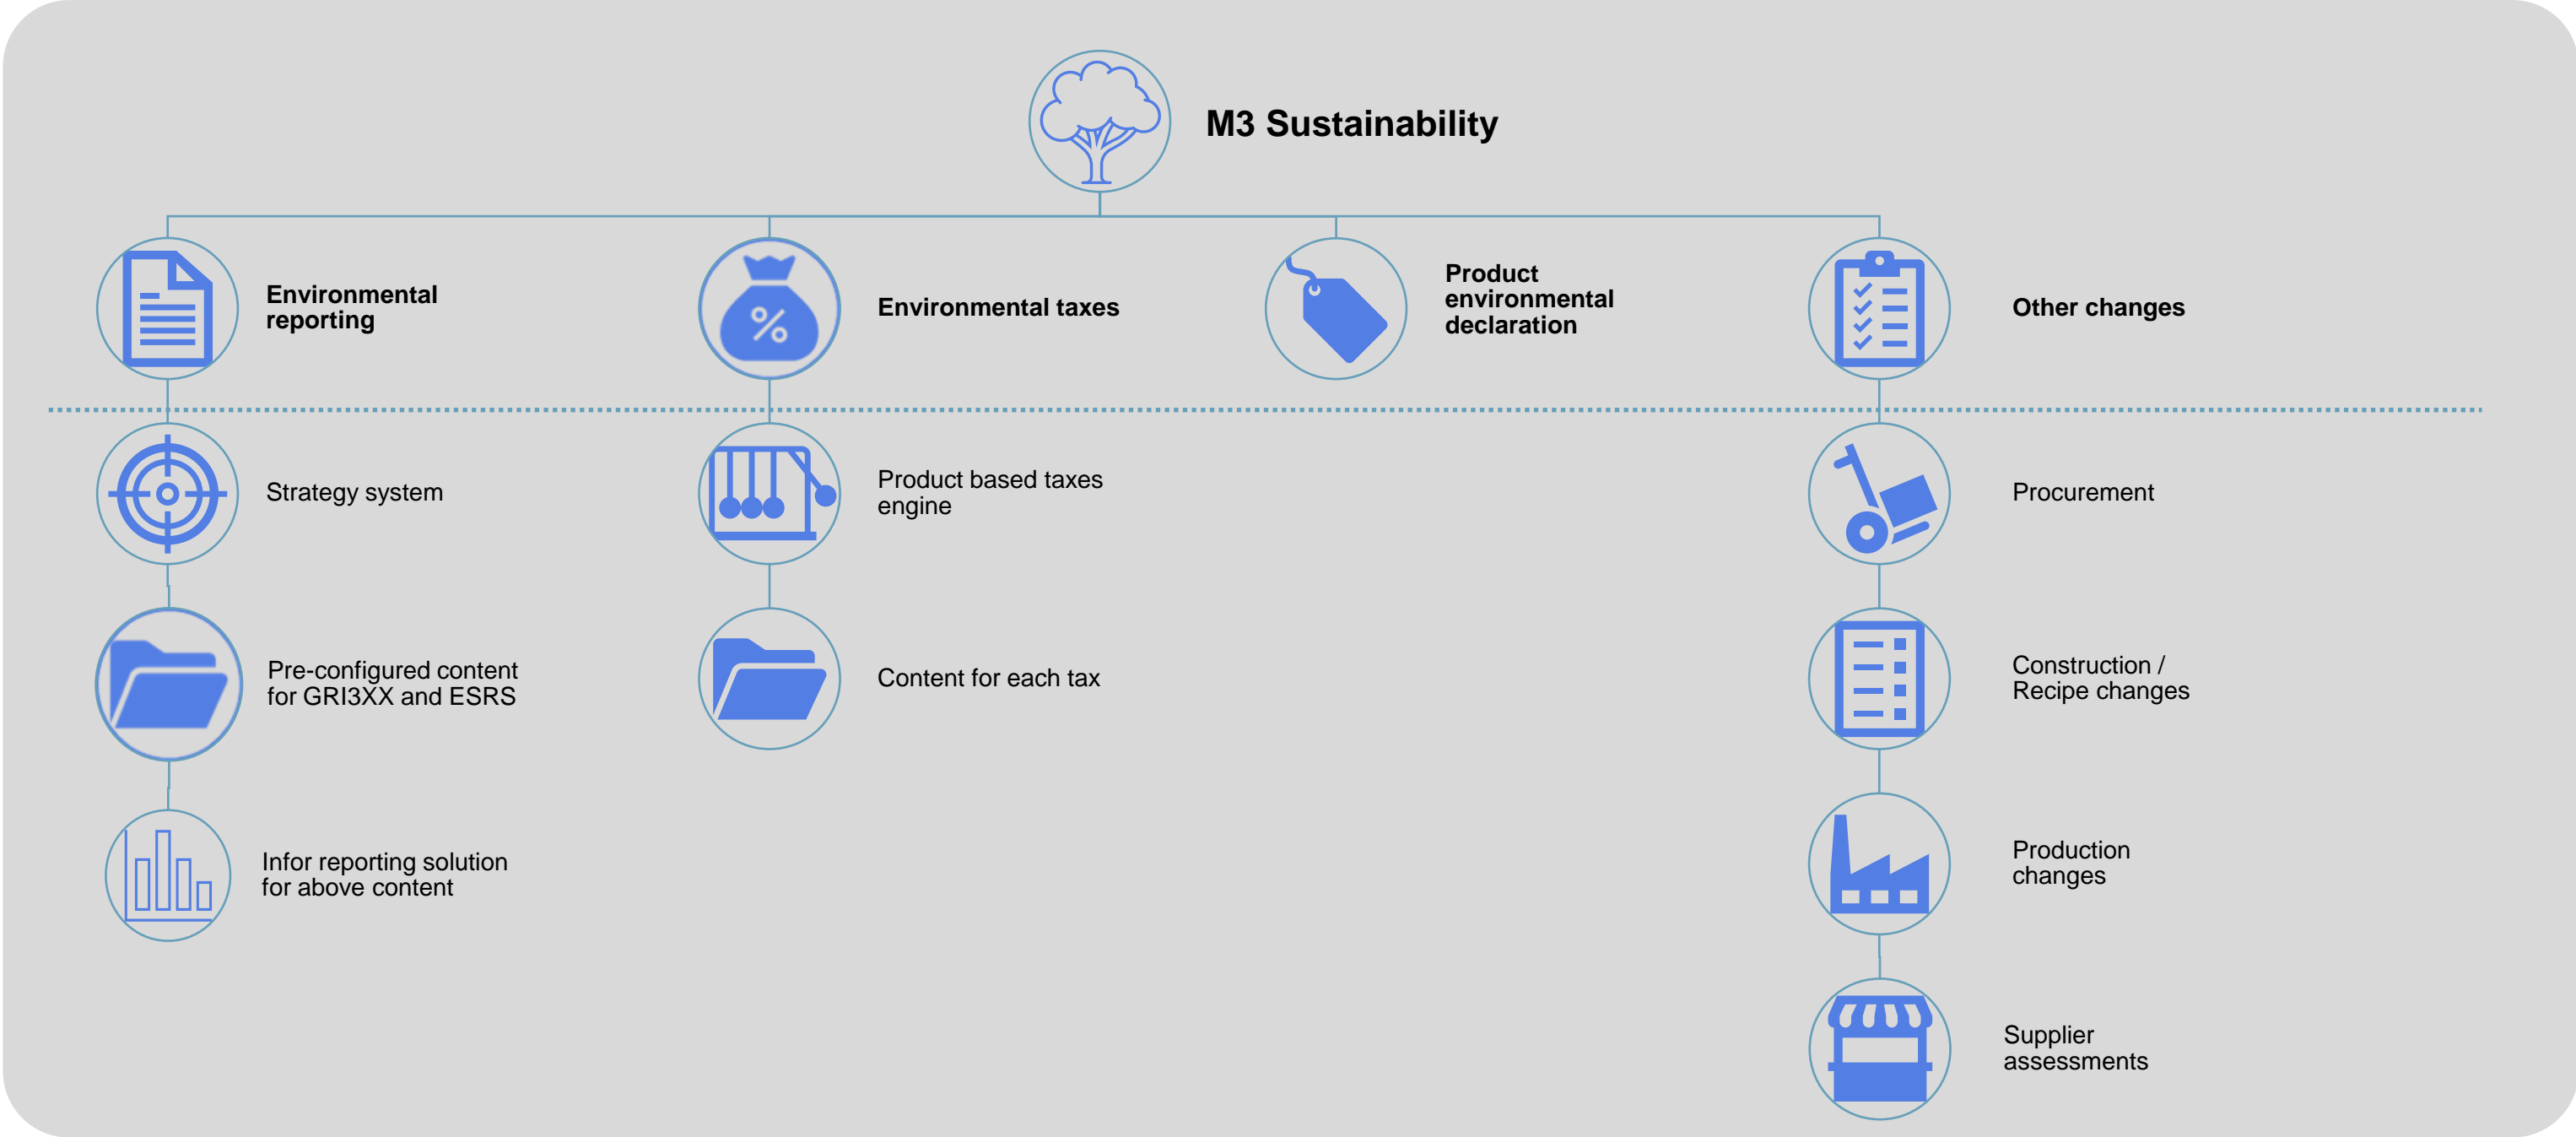 M3 Sustainability
Environmental
reporting
Environmental taxes
Product
environmental
declaration
Other changes
Strategy system
Product based taxes
engine
Procurement
Pre-configured content
for GRI3XX and ESRS
Content for each tax
Construction /
Recipe changes
Infor reporting solution
for above content
Production
changes
Supplier
assessments